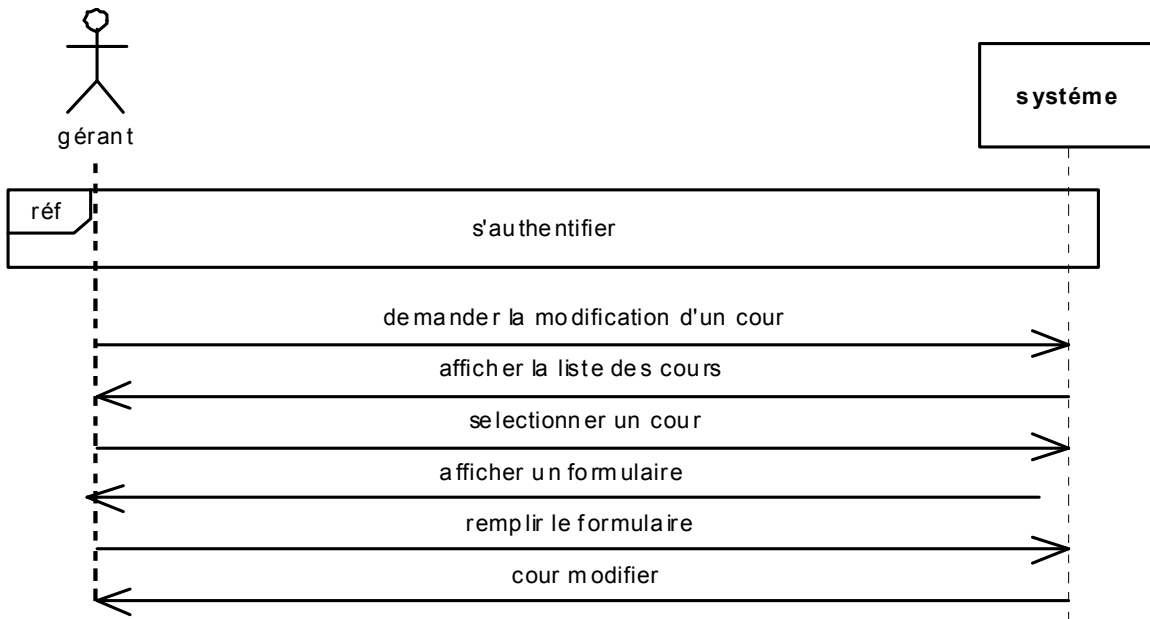 gérant
systéme
réf
s'authentifier
demander la modification d'un cour
afficher la liste des cours
selectionner un cour
afficher un formulaire
remplir le formulaire
cour modifier